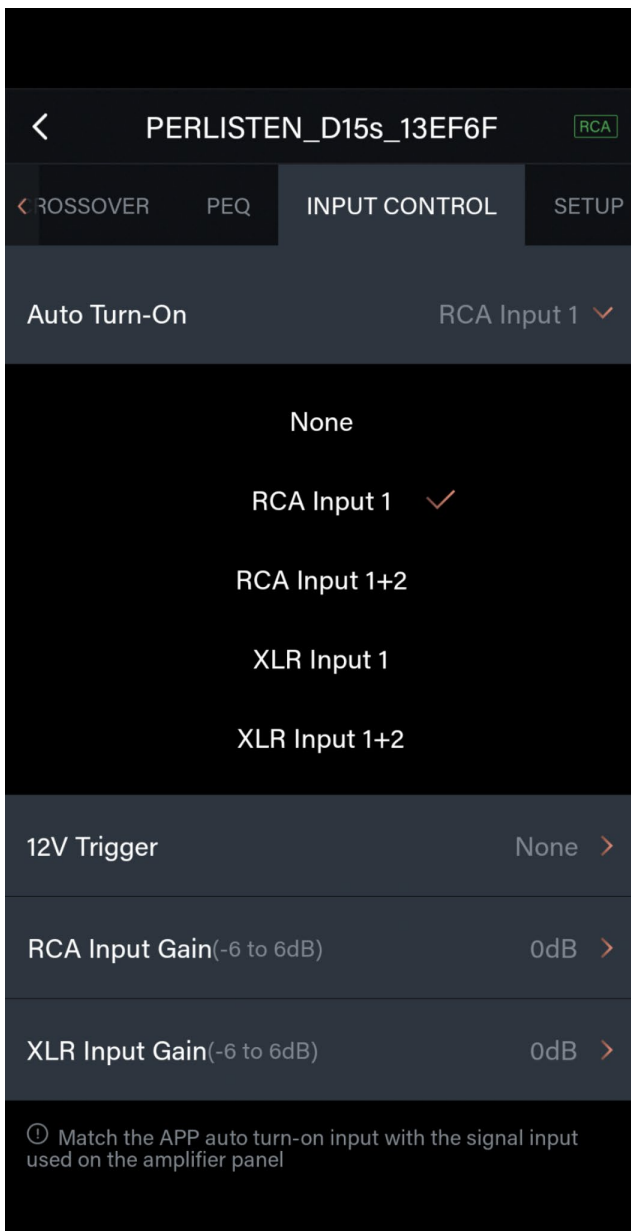 PERLISTEN_D15s_13EF6F RCA
ROSSOVER PEQ INPUT CONTROL SETUP
Auto Turn-On RCA Input 1
None
RCA Input 1
RCA Input 1+2
XLR Input 1
XLR Input 1+2
12V Trigger None
RCA Input Gain(-6 to 6dB) 0dB
XLR Input Gain(-6 to 6dB) 0dB
Match the APP auto turn-on input with the signal input
used on the amplifier panel